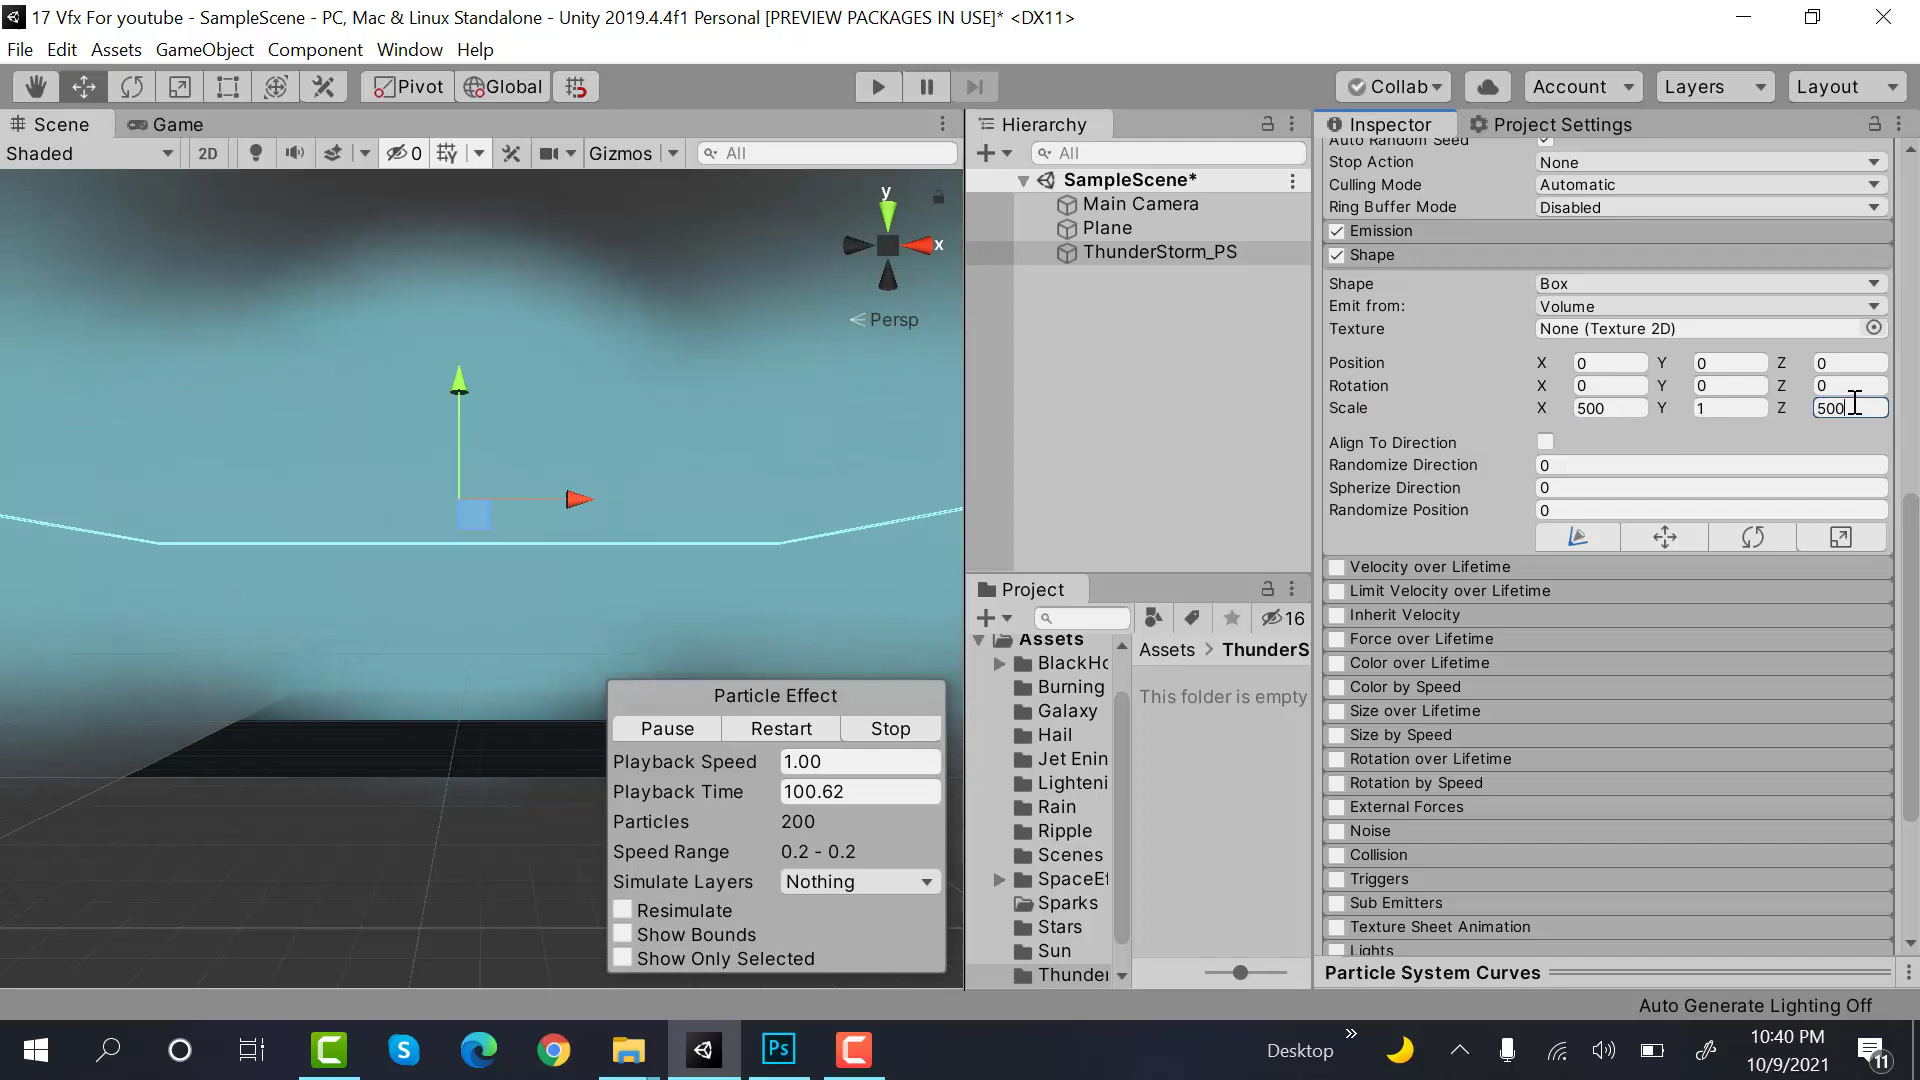 17 Vfx For youtube - SampleScene - PC, Mac & Linux Standalone - Unity 2019.4.4f1 Personal [PREVIEW PACKAGES IN USE]* <DX11>
File Edit Assets GameObject Component Window Help
Pivot Global Collab Account Layers Layout
Scene Game
Shaded 2D 0 Gizmos All
y
x
Persp
Particle Effect
Pause Restart Stop
Playback Speed 1.00
Playback Time 100.62
Particles 200
Speed Range 0.2 - 0.2
Simulate Layers Nothing
Resimulate
Show Bounds
Show Only Selected
Hierarchy
All
SampleScene*
Main Camera
Plane
ThunderStorm_PS
Project
16
Assets
BlackHo
Burning
Galaxy
Hail
Jet Enin
Lighteni
Rain
Ripple
Scenes
SpaceEf
Sparks
Stars
Sun
Thunder
Assets > ThunderS
This folder is empty
Inspector Project Settings
Auto Random Seed
Stop Action None
Culling Mode Automatic
Ring Buffer Mode Disabled
Emission
Shape
Shape Box
Emit from: Volume
Texture None (Texture 2D)
Position X 0 Y 0 Z 0
Rotation X 0 Y 0 Z 0
Scale X 500 Y 1 Z 500
Align To Direction
Randomize Direction 0
Spherize Direction 0
Randomize Position 0
Velocity over Lifetime
Limit Velocity over Lifetime
Inherit Velocity
Force over Lifetime
Color over Lifetime
Color by Speed
Size over Lifetime
Size by Speed
Rotation over Lifetime
Rotation by Speed
External Forces
Noise
Collision
Triggers
Sub Emitters
Texture Sheet Animation
Lights
Particle System Curves
Auto Generate Lighting Off
Ps
Desktop
10:40 PM
10/9/2021
11